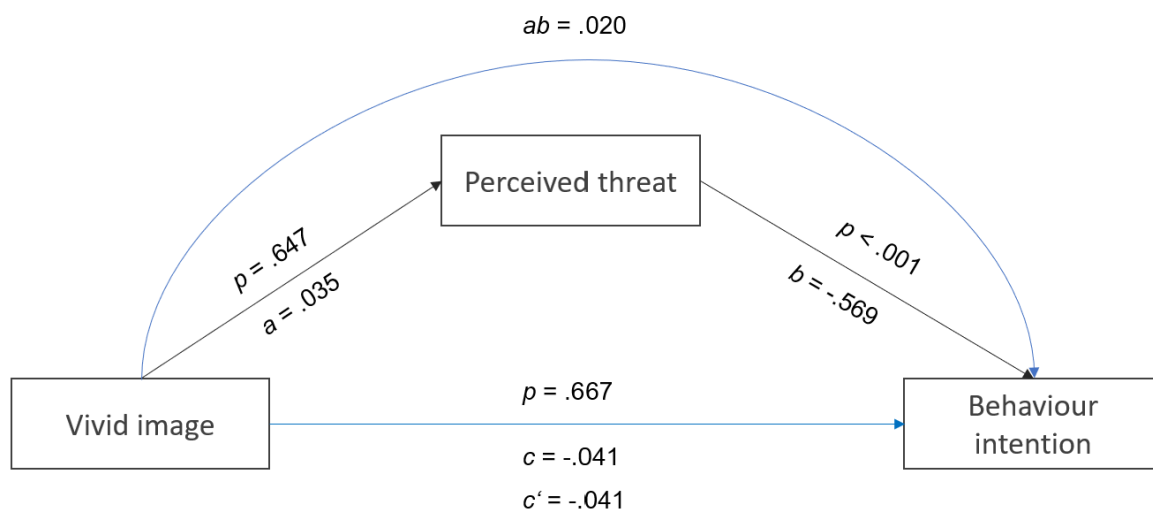 ab = .020
Perceived threat
p = .647
a = .035
p < .001
b = -.569
Vivid image
p = .667
c = -.041
c‘ = -.041
Behaviour
intention